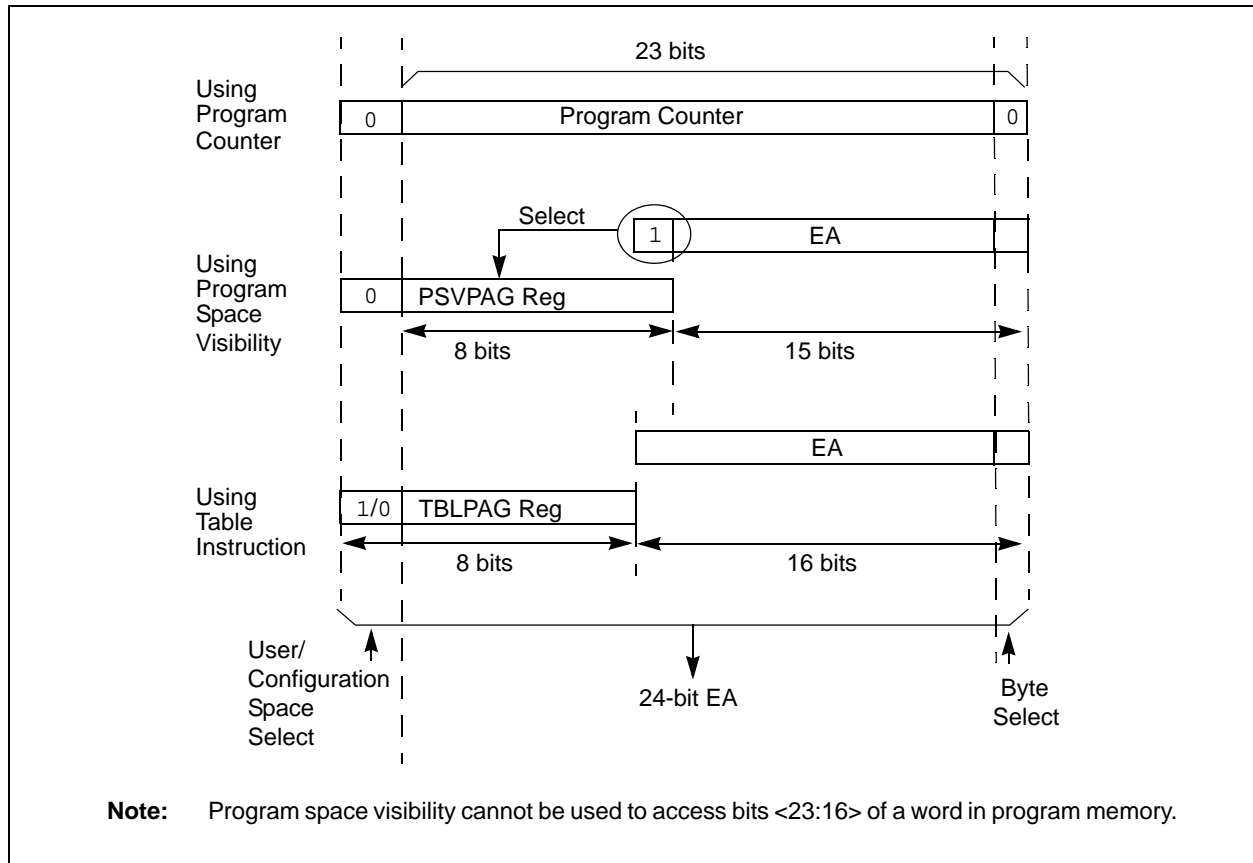 23 bits
Using
Program
Counter
0
Program Counter
0
Select
1
EA
Using
Program
Space
Visibility
0
PSVPAG Reg
8 bits
15 bits
EA
Using
Table
Instruction
1/0
TBLPAG Reg
8 bits
16 bits
User/
Configuration
Space
Select
24-bit EA
Byte
Select
Note: Program space visibility cannot be used to access bits <23:16> of a word in program memory.